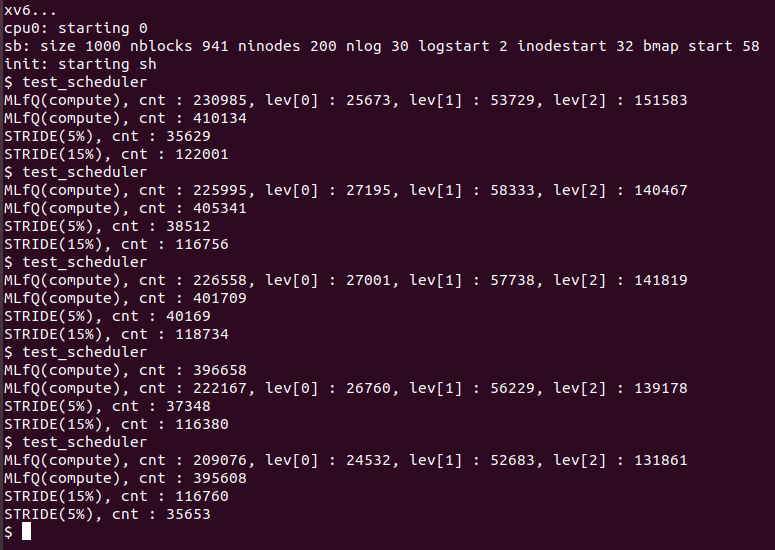 xv6...
cpu0: starting 0
sb: size 1000 nblocks 941 ninodes 200 nlog 30 logstart 2 inodestart 32 bmap start 58
init: starting sh
$ test_scheduler
MLfQ(compute), cnt : 230985, lev[0] : 25673, lev[1] : 53729, lev[2] : 151583
MLfQ(compute), cnt : 410134
STRIDE(5%), cnt : 35629
STRIDE(15%), cnt : 122001
$ test_scheduler
MLfQ(compute), cnt : 225995, lev[0] : 27195, lev[1] : 58333, lev[2] : 140467
MLfQ(compute), cnt : 405341
STRIDE(5%), cnt : 38512
STRIDE(15%), cnt : 116756
$ test_scheduler
MLfQ(compute), cnt : 226558, lev[0] : 27001, lev[1] : 57738, lev[2] : 141819
MLfQ(compute), cnt : 401709
STRIDE(5%), cnt : 40169
STRIDE(15%), cnt : 118734
$ test_scheduler
MLfQ(compute), cnt : 396658
MLfQ(compute), cnt : 222167, lev[0] : 26760, lev[1] : 56229, lev[2] : 139178
STRIDE(5%), cnt : 37348
STRIDE(15%), cnt : 116380
$ test_scheduler
MLfQ(compute), cnt : 209076, lev[0] : 24532, lev[1] : 52683, lev[2] : 131861
MLfQ(compute), cnt : 395608
STRIDE(15%), cnt : 116760
STRIDE(5%), cnt : 35653
$